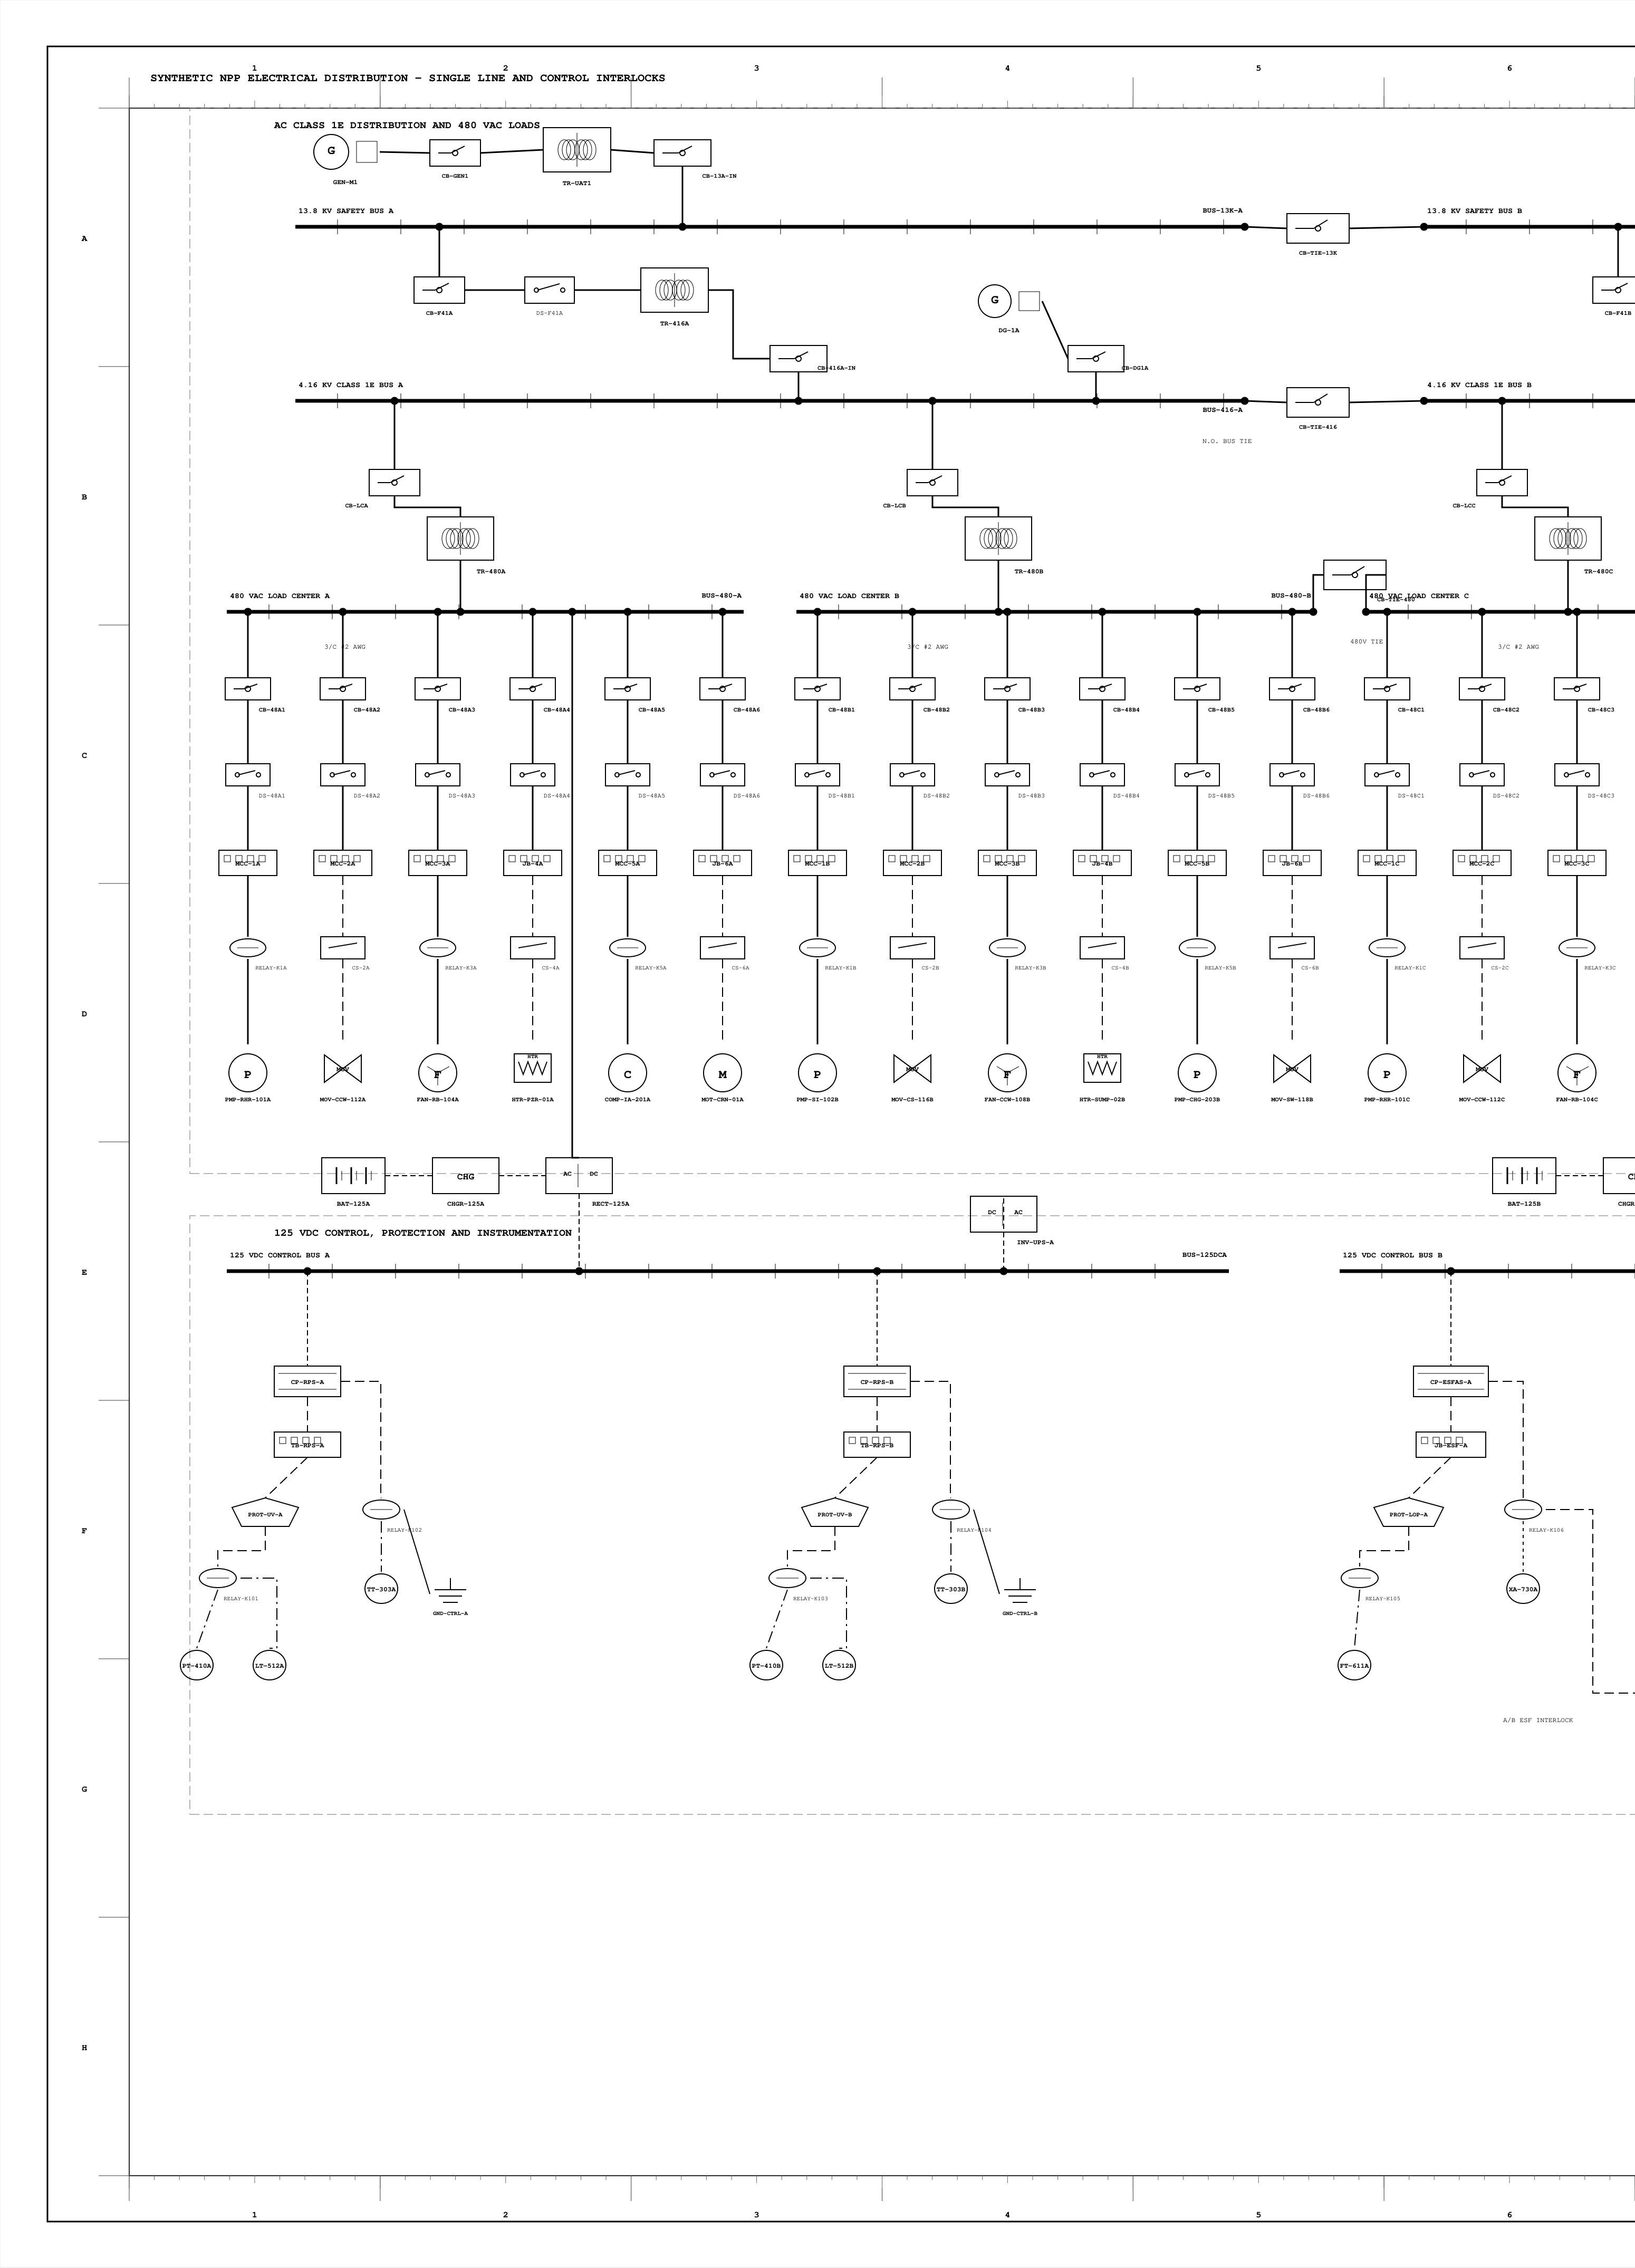 1 2 3 4 5 6
SYNTHETIC NPP ELECTRICAL DISTRIBUTION — SINGLE LINE AND CONTROL INTERLOCKS
AC CLASS 1E DISTRIBUTION AND 480 VAC LOADS
G
GEN-M1 CB-GEN1 TR-UAT1 CB-13A-IN
13.8 KV SAFETY BUS A BUS-13K-A 13.8 KV SAFETY BUS B
A
CB-TIE-13K
G
CB-F41A DS-F41A TR-416A DG-1A CB-F41B
CB-416A-IN CB-DG1A
4.16 KV CLASS 1E BUS A BUS-416-A 4.16 KV CLASS 1E BUS B
CB-TIE-416
N.O. BUS TIE
B
CB-LCA CB-LCB CB-LCC
TR-480A TR-480B TR-480C
480 VAC LOAD CENTER A BUS-480-A 480 VAC LOAD CENTER B BUS-480-B 480 VAC LOAD CENTER C
CB-TIE-480
3/C #2 AWG 3/C #2 AWG 480V TIE 3/C #2 AWG
CB-48A1 CB-48A2 CB-48A3 CB-48A4 CB-48A5 CB-48A6 CB-48B1 CB-48B2 CB-48B3 CB-48B4 CB-48B5 CB-48B6 CB-48C1 CB-48C2 CB-48C3
C
DS-48A1 DS-48A2 DS-48A3 DS-48A4 DS-48A5 DS-48A6 DS-48B1 DS-48B2 DS-48B3 DS-48B4 DS-48B5 DS-48B6 DS-48C1 DS-48C2 DS-48C3
MCC-1A MCC-2A MCC-3A JB-4A MCC-5A JB-6A MCC-1B MCC-2B MCC-3B JB-4B MCC-5B JB-6B MCC-1C MCC-2C MCC-3C
RELAY-K1A CS-2A RELAY-K3A CS-4A RELAY-K5A CS-6A RELAY-K1B CS-2B RELAY-K3B CS-4B RELAY-K5B CS-6B RELAY-K1C CS-2C RELAY-K3C
D
P MOV F HTR C M P MOV F HTR P MOV P MOV F
PMP-RHR-101A MOV-CCW-112A FAN-RB-104A HTR-PZR-01A COMP-IA-201A MOT-CRN-01A PMP-SI-102B MOV-CS-116B FAN-CCW-108B HTR-SUMP-02B PMP-CHG-203B MOV-SW-118B PMP-RHR-101C MOV-CCW-112C FAN-RB-104C
CHG AC DC
BAT-125A CHGR-125A RECT-125A BAT-125B CHGR
DC AC
INV-UPS-A
125 VDC CONTROL, PROTECTION AND INSTRUMENTATION
125 VDC CONTROL BUS A BUS-125DCA 125 VDC CONTROL BUS B
E
CP-RPS-A CP-RPS-B CP-ESFAS-A
TB-RPS-A TB-RPS-B JB-ESF-A
PROT-UV-A PROT-UV-B PROT-LOP-A
F
RELAY-K102 RELAY-K104 RELAY-K106
TT-303A TT-303B XA-730A
RELAY-K101 RELAY-K103 RELAY-K105
GND-CTRL-A GND-CTRL-B
PT-410A LT-512A PT-410B LT-512B FT-611A
A/B ESF INTERLOCK
G
H
1 2 3 4 5 6